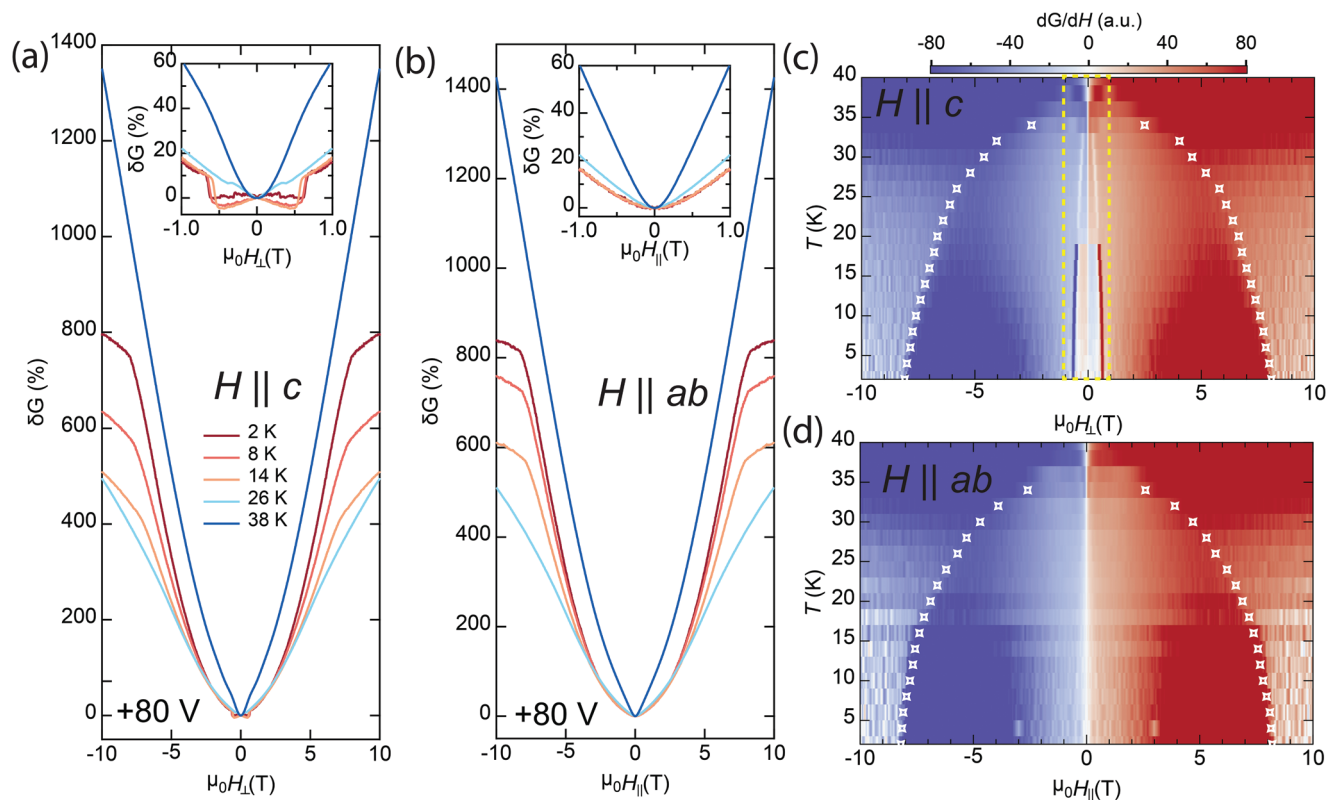 (a)
1400
1200
1000
800
600
400
200
0
δG (%)
-10
-5
0
5
10
μ₀H⊥(T)
60
40
20
0
δG (%)
-1.0
0
1.0
μ₀H⊥(T)
H || c
2 K
8 K
14 K
26 K
38 K
+80 V
(b)
1400
1200
1000
800
600
400
200
0
δG (%)
-10
-5
0
5
10
μ₀H||(T)
60
40
20
0
δG (%)
-1.0
0
1.0
μ₀H||(T)
H || ab
+80 V
dG/dH (a.u.)
-80
-40
0
40
80
(c)
H || c
40
35
30
25
20
15
10
5
T (K)
-10
-5
0
5
10
μ₀H⊥(T)
(d)
H || ab
40
35
30
25
20
15
10
5
T (K)
-10
-5
0
5
10
μ₀H||(T)